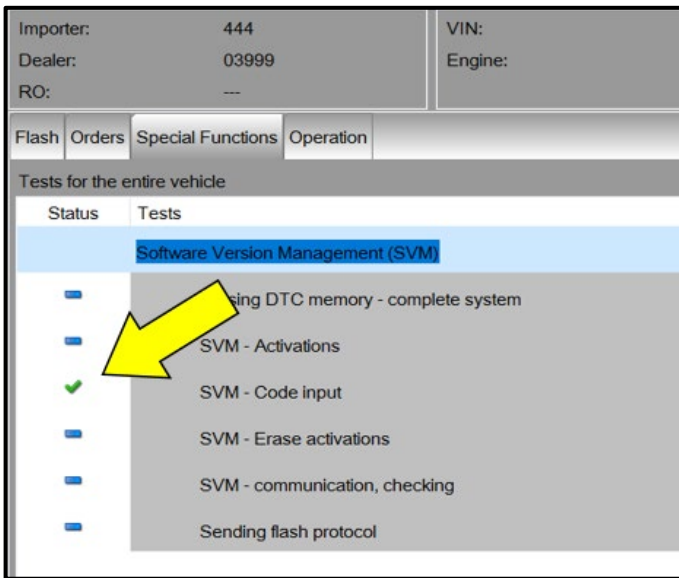 Importer: 444 VIN:
Dealer: 03999 Engine:
RO: ---
Flash Orders Special Functions Operation
Tests for the entire vehicle
Status Tests
Software Version Management (SVM)
DTC memory - complete system
SVM - Activations
SVM - Code input
SVM - Erase activations
SVM - communication, checking
Sending flash protocol